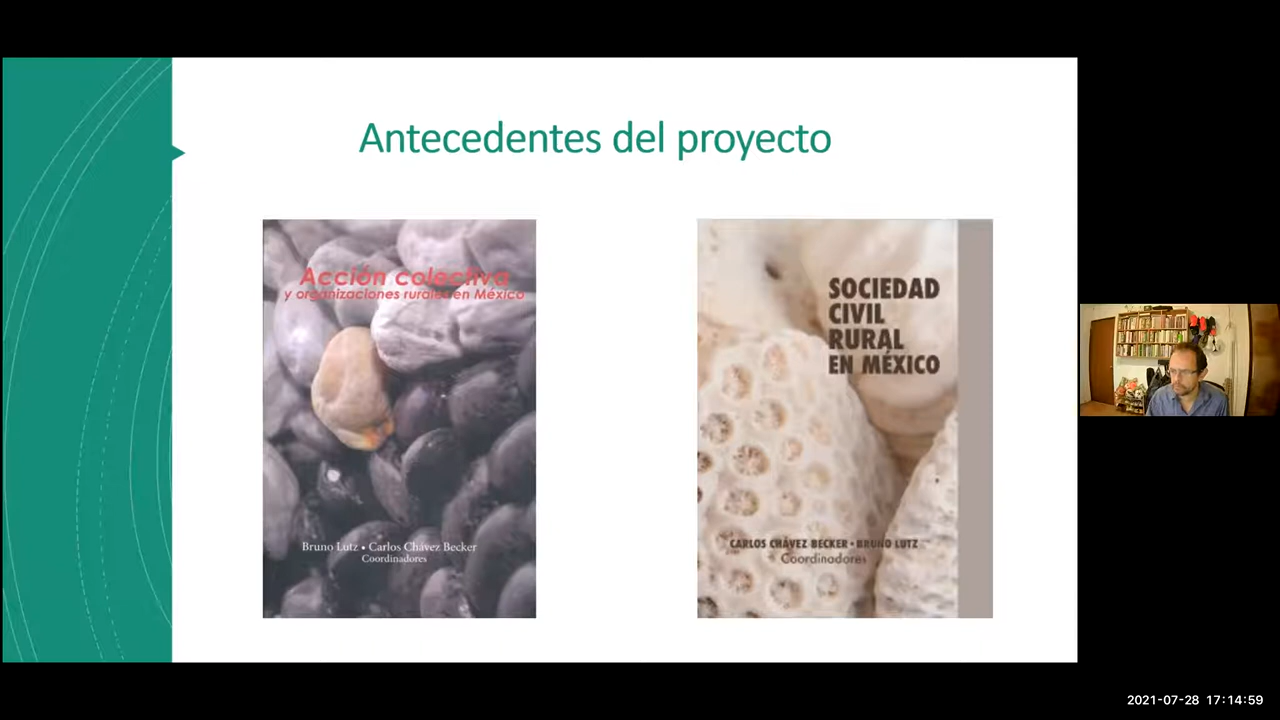 Antecedentes del proyecto
Acción colectiva
y organizaciones rurales en México
Bruno Lutz • Carlos Chávez Becker
Coordinadores
SOCIEDAD
CIVIL
RURAL
EN MÉXICO
CARLOS CHÁVEZ BECKER • BRUNO LUTZ
Coordinadores
2021-07-28 17:14:59